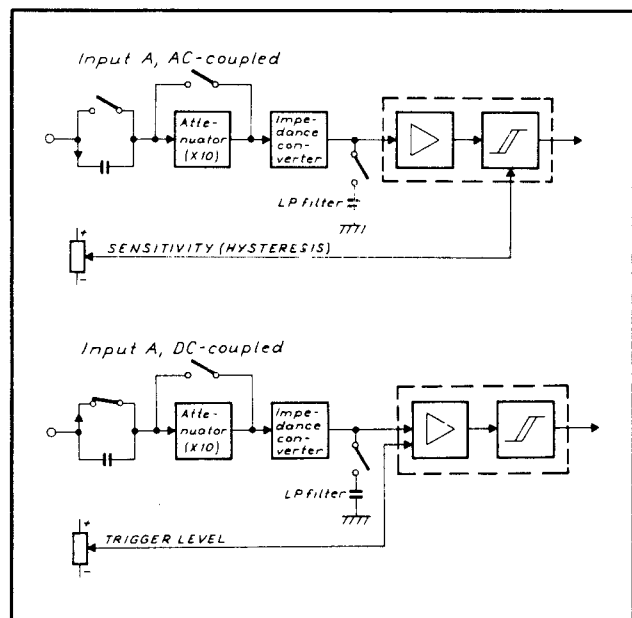 Input A, AC-coupled
Atte-
nuator
(X10)
Impe-
dance
con-
verter
LP filter
+
SENSITIVITY (HYSTERESIS)
-
Input A, DC-coupled
Atte-
nuator
(X10)
Impe-
dance
con-
verter
LP filter
+
TRIGGER LEVEL
-